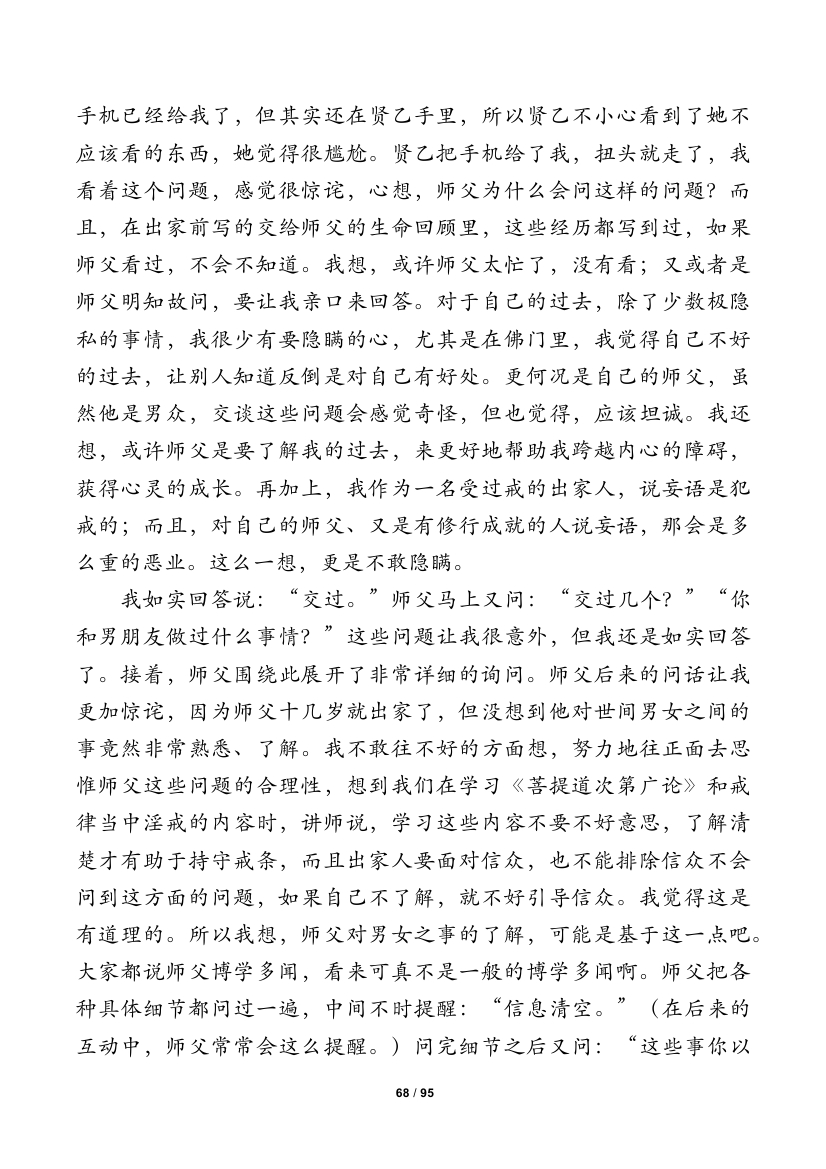 手机已经给我了，但其实还在贤乙手里，所以贤乙不小心看到了她不
应该看的东西，她觉得很尴尬。贤乙把手机给了我，扭头就走了，我
看着这个问题，感觉很惊诧，心想，师父为什么会问这样的问题？而
且，在出家前写的交给师父的生命回顾里，这些经历都写到过，如果
师父看过，不会不知道。我想，或许师父太忙了，没有看；又或者是
师父明知故问，要让我亲口来回答。对于自己的过去，除了少数极隐
私的事情，我很少有要隐瞒的心，尤其是在佛门里，我觉得自己不好
的过去，让别人知道反倒是对自己有好处。更何况是自己的师父，虽
然他是男众，交谈这些问题会感觉奇怪，但也觉得，应该坦诚。我还
想，或许师父是要了解我的过去，来更好地帮助我跨越内心的障碍，
获得心灵的成长。再加上，我作为一名受过戒的出家人，说妄语是犯
戒的；而且，对自己的师父、又是有修行成就的人说妄语，那会是多
么重的恶业。这么一想，更是不敢隐瞒。
我如实回答说：“交过。”师父马上又问：“交过几个？”“你
和男朋友做过什么事情？”这些问题让我很意外，但我还是如实回答
了。接着，师父围绕此展开了非常详细的询问。师父后来的问话让我
更加惊诧，因为师父十几岁就出家了，但没想到他对世间男女之间的
事竟然非常熟悉、了解。我不敢往不好的方面想，努力地往正面去思
惟师父这些问题的合理性，想到我们在学习《菩提道次第广论》和戒
律当中淫戒的内容时，讲师说，学习这些内容不要不好意思，了解清
楚才有助于持守戒条，而且出家人要面对信众，也不能排除信众不会
问到这方面的问题，如果自己不了解，就不好引导信众。我觉得这是
有道理的。所以我想，师父对男女之事的了解，可能是基于这一点吧。
大家都说师父博学多闻，看来可真不是一般的博学多闻啊。师父把各
种具体细节都问过一遍，中间不时提醒：“信息清空。”（在后来的
互动中，师父常常会这么提醒。）问完细节之后又问：“这些事你以
68 / 95